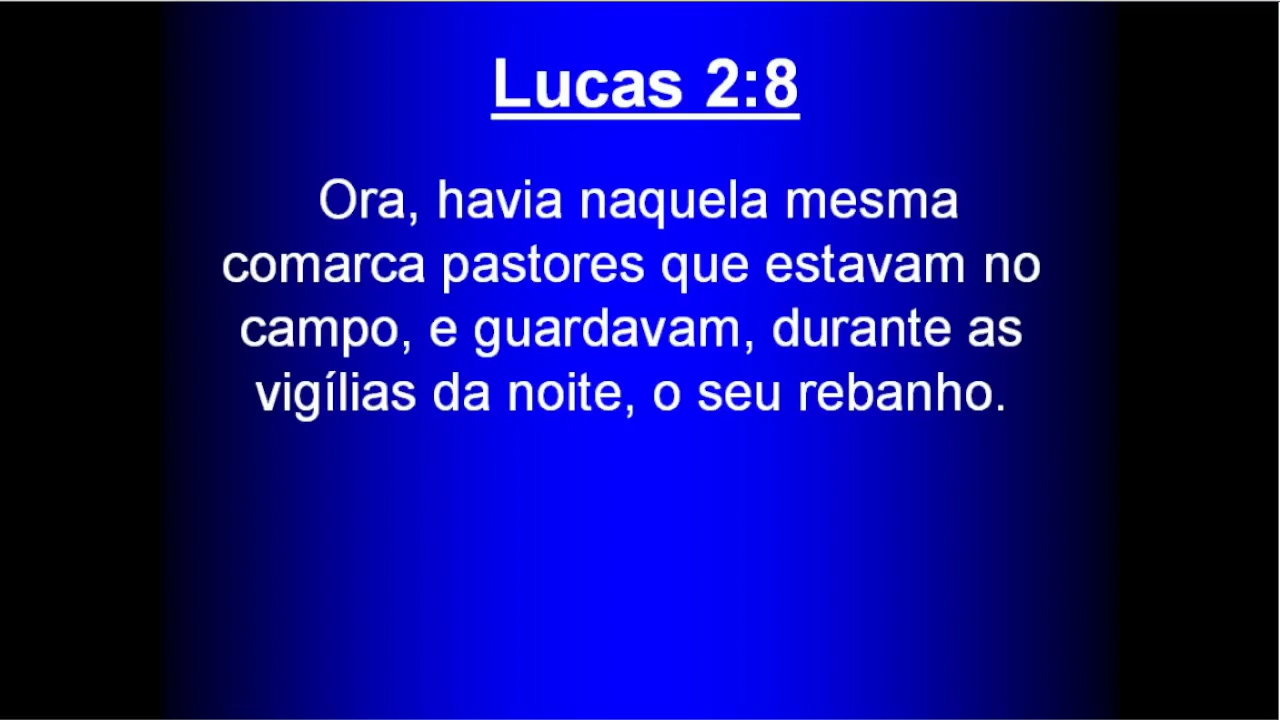 Lucas 2:8
Ora, havia naquela mesma
comarca pastores que estavam no
campo, e guardavam, durante as
vigílias da noite, o seu rebanho.